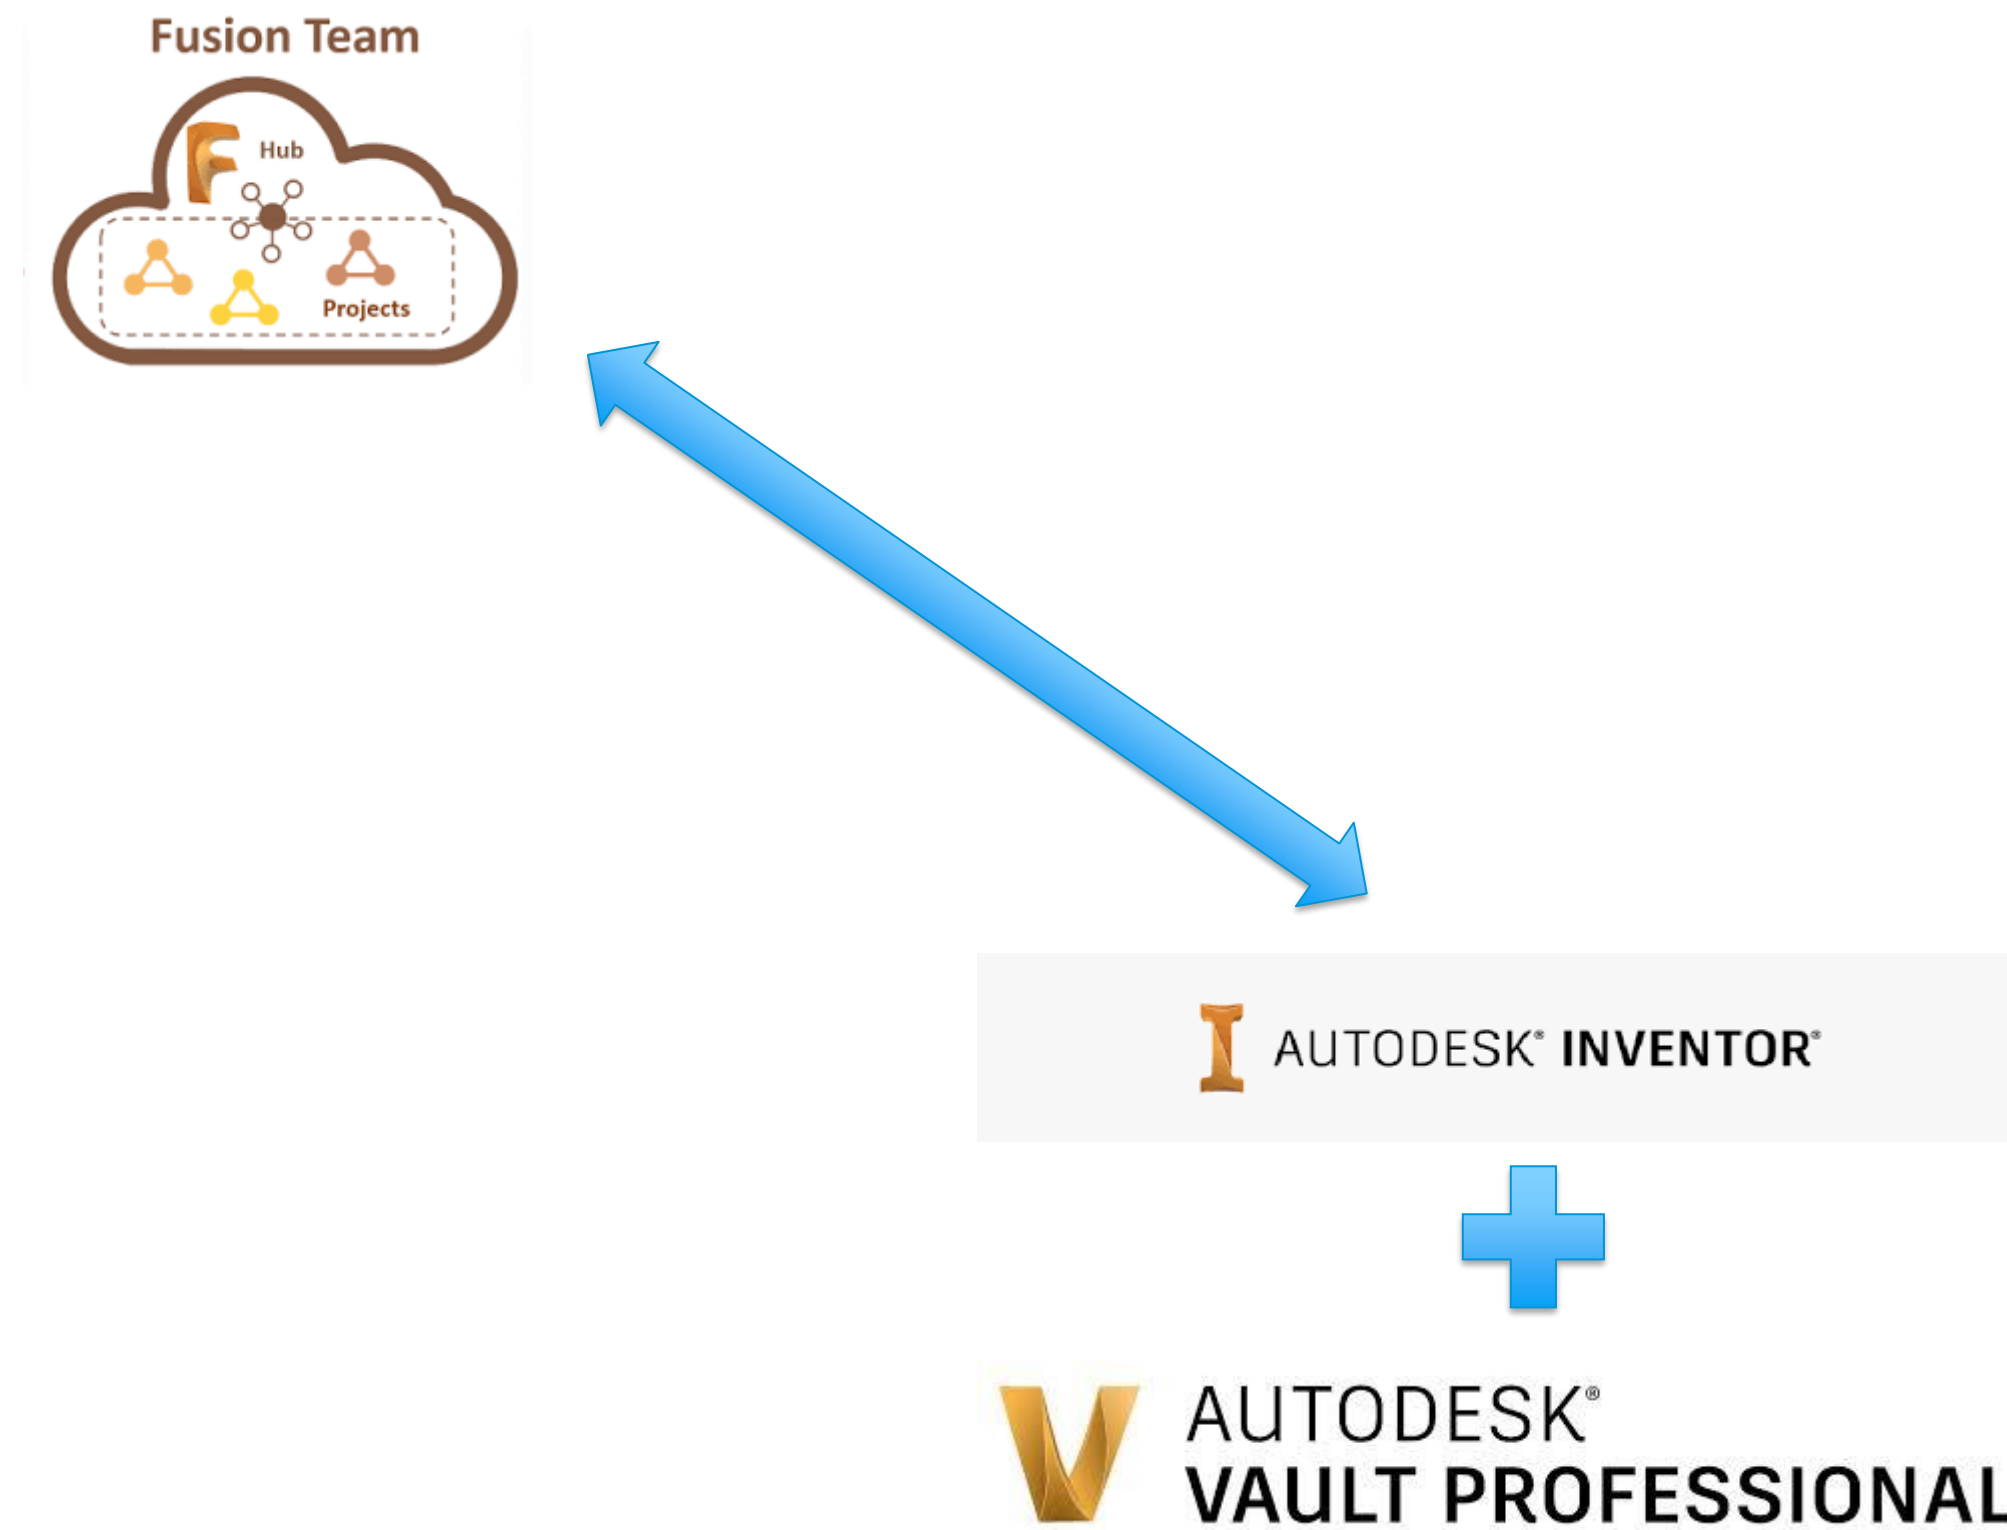 Fusion Team
Hub
Projects
AUTODESK® INVENTOR®
AUTODESK®
VAULT PROFESSIONAL